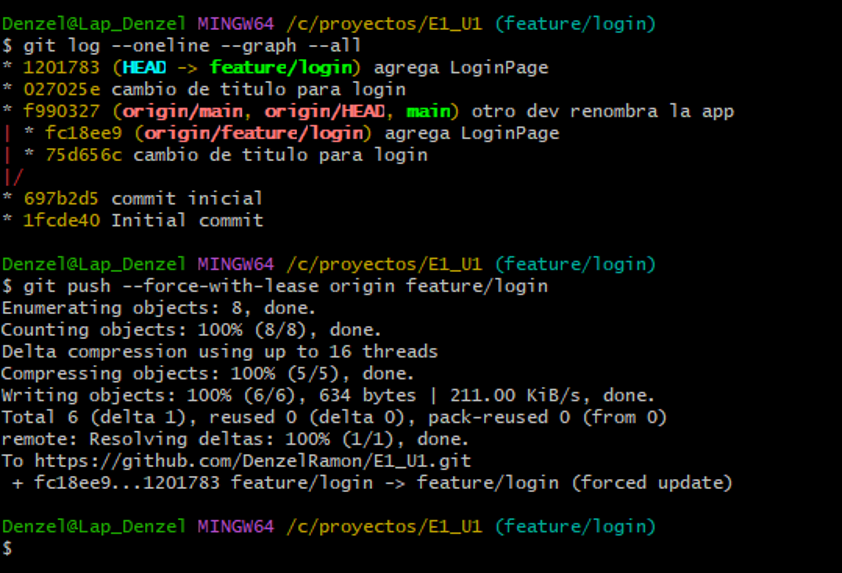 Denzel@Lap_Denzel MINGW64 /c/proyectos/E1_U1 (feature/login)
$ git log --oneline --graph --all
* 1201783 (HEAD -> feature/login) agrega LoginPage
* 027025e cambio de titulo para login
* f990327 (origin/main, origin/HEAD, main) otro dev renombra la app
| * fc18ee9 (origin/feature/login) agrega LoginPage
| * 75d656c cambio de titulo para login
|/
* 697b2d5 commit inicial
* 1fcde40 Initial commit
Denzel@Lap_Denzel MINGW64 /c/proyectos/E1_U1 (feature/login)
$ git push --force-with-lease origin feature/login
Enumerating objects: 8, done.
Counting objects: 100% (8/8), done.
Delta compression using up to 16 threads
Compressing objects: 100% (5/5), done.
Writing objects: 100% (6/6), 634 bytes | 211.00 KiB/s, done.
Total 6 (delta 1), reused 0 (delta 0), pack-reused 0 (from 0)
remote: Resolving deltas: 100% (1/1), done.
To https://github.com/DenzelRamon/E1_U1.git
 + fc18ee9...1201783 feature/login -> feature/login (forced update)
Denzel@Lap_Denzel MINGW64 /c/proyectos/E1_U1 (feature/login)
$